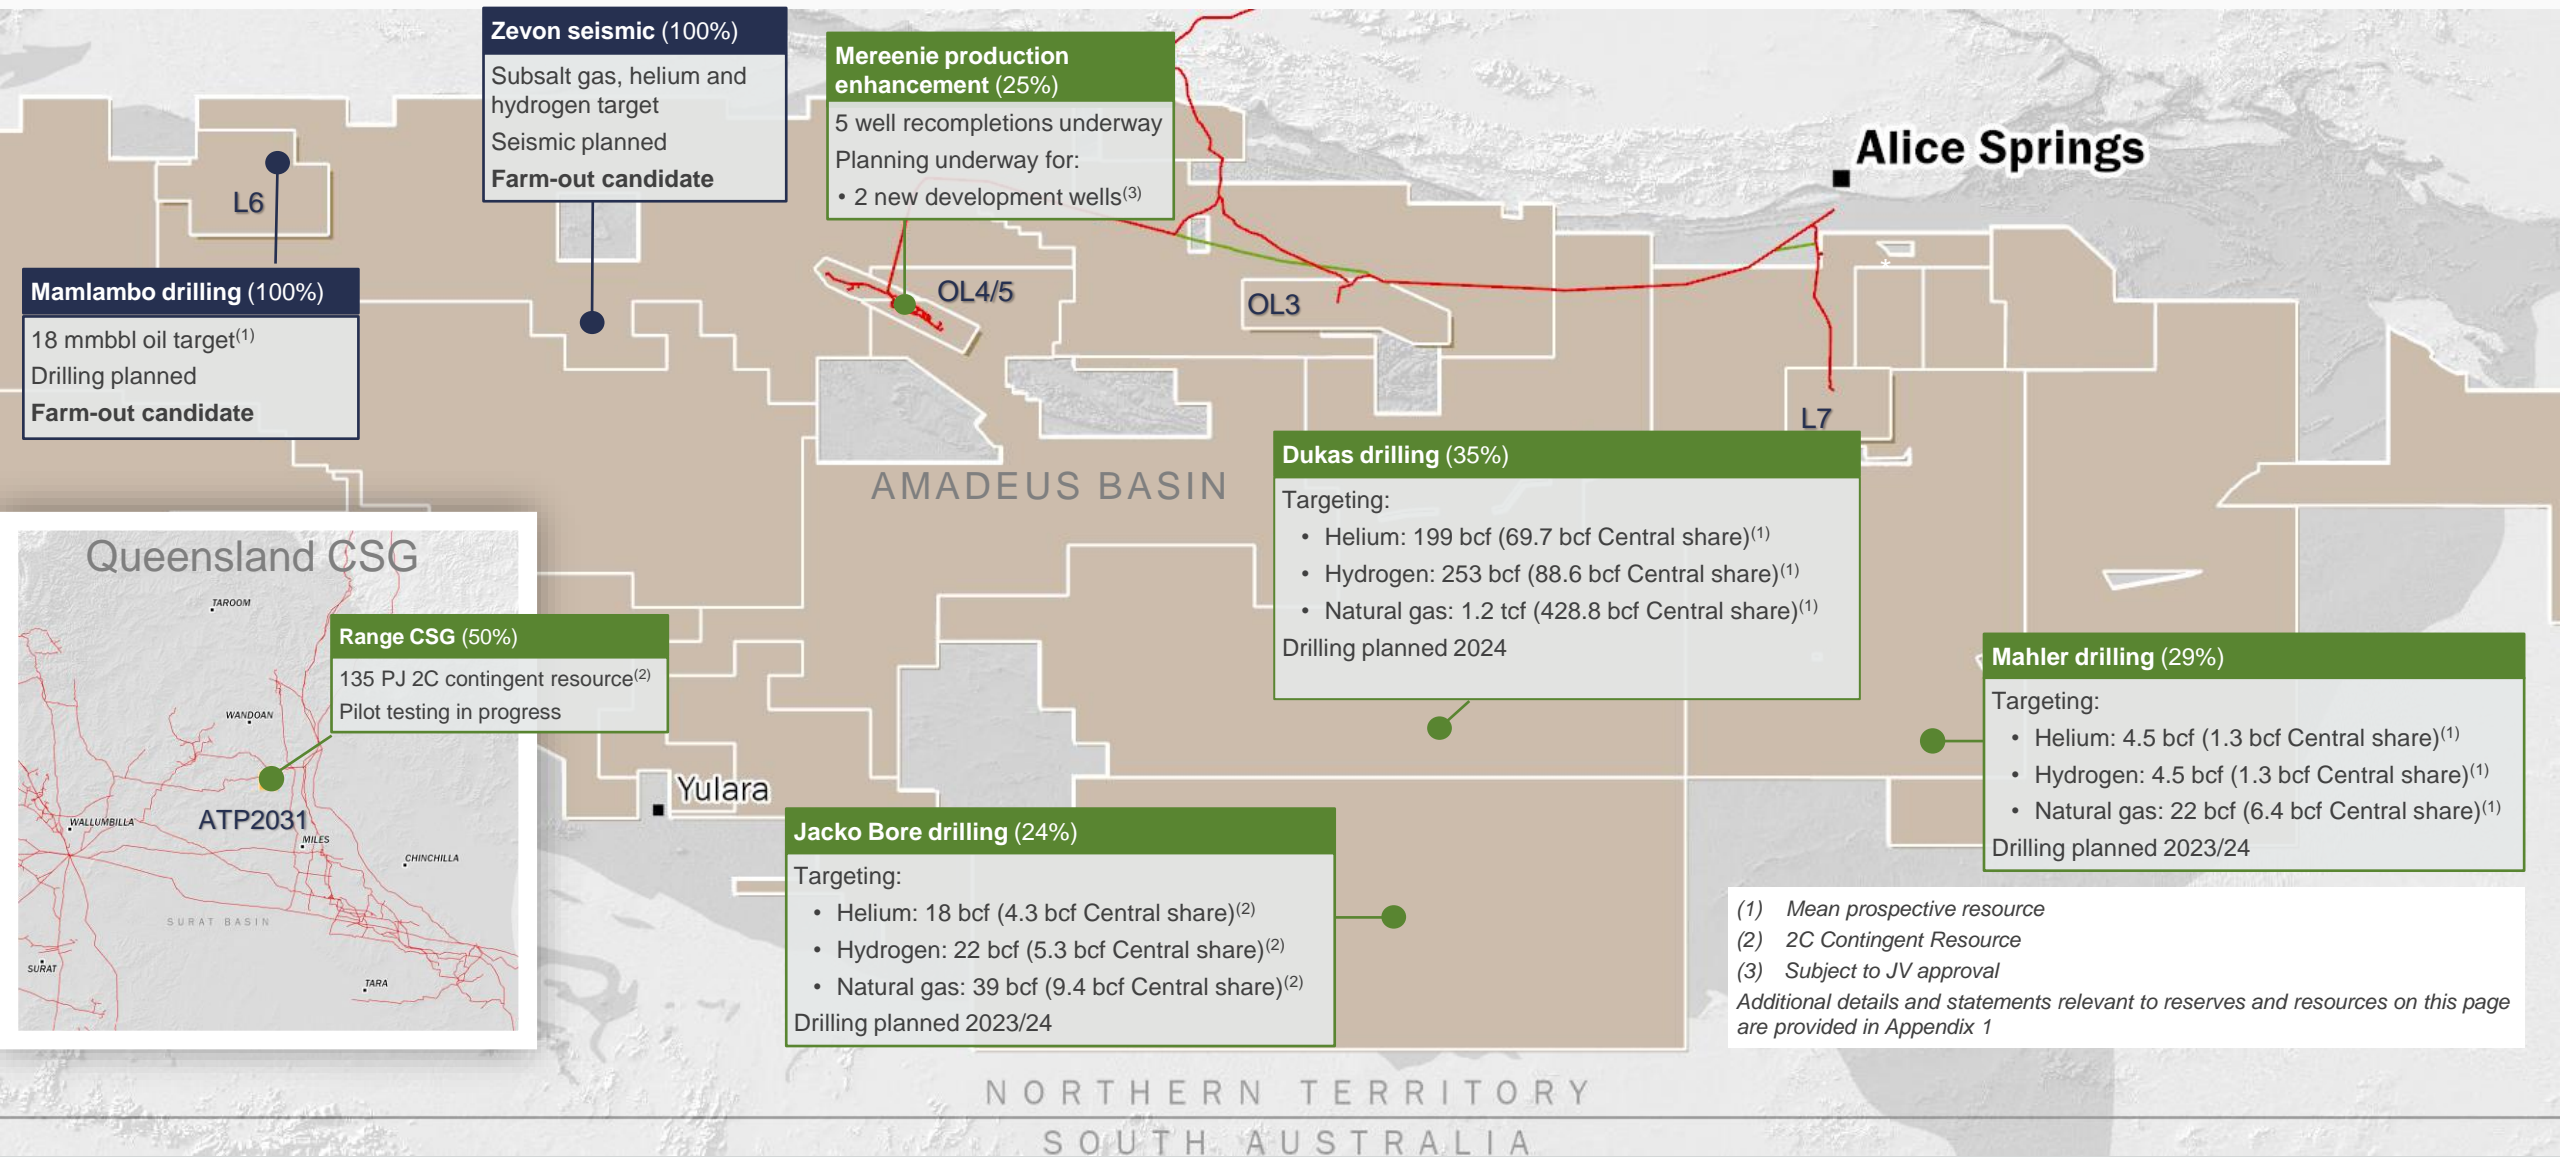 Zevon seismic (100%)
Subsalt gas, helium and
hydrogen target
Seismic planned
Farm-out candidate
Mereenie production
enhancement (25%)
5 well recompletions underway
Planning underway for:
• 2 new development wells(3)
Alice Springs
L6
Mamlambo drilling (100%)
18 mmbbl oil target(1)
Drilling planned
Farm-out candidate
OL4/5
OL3
*
L7
AMADEUS BASIN
Dukas drilling (35%)
Targeting:
• Helium: 199 bcf (69.7 bcf Central share)(1)
• Hydrogen: 253 bcf (88.6 bcf Central share)(1)
• Natural gas: 1.2 tcf (428.8 bcf Central share)(1)
Drilling planned 2024
Queensland CSG
TAROOM
Range CSG (50%)
135 PJ 2C contingent resource(2)
Pilot testing in progress
WANDOAN
ATP2031
WALLUMBILLA
MILES
CHINCHILLA
SURAT BASIN
SURAT
TARA
Yulara
Mahler drilling (29%)
Targeting:
• Helium: 4.5 bcf (1.3 bcf Central share)(1)
• Hydrogen: 4.5 bcf (1.3 bcf Central share)(1)
• Natural gas: 22 bcf (6.4 bcf Central share)(1)
Drilling planned 2023/24
Jacko Bore drilling (24%)
Targeting:
• Helium: 18 bcf (4.3 bcf Central share)(2)
• Hydrogen: 22 bcf (5.3 bcf Central share)(2)
• Natural gas: 39 bcf (9.4 bcf Central share)(2)
Drilling planned 2023/24
(1) Mean prospective resource
(2) 2C Contingent Resource
(3) Subject to JV approval
Additional details and statements relevant to reserves and resources on this page
are provided in Appendix 1
NORTHERN TERRITORY
SOUTH AUSTRALIA